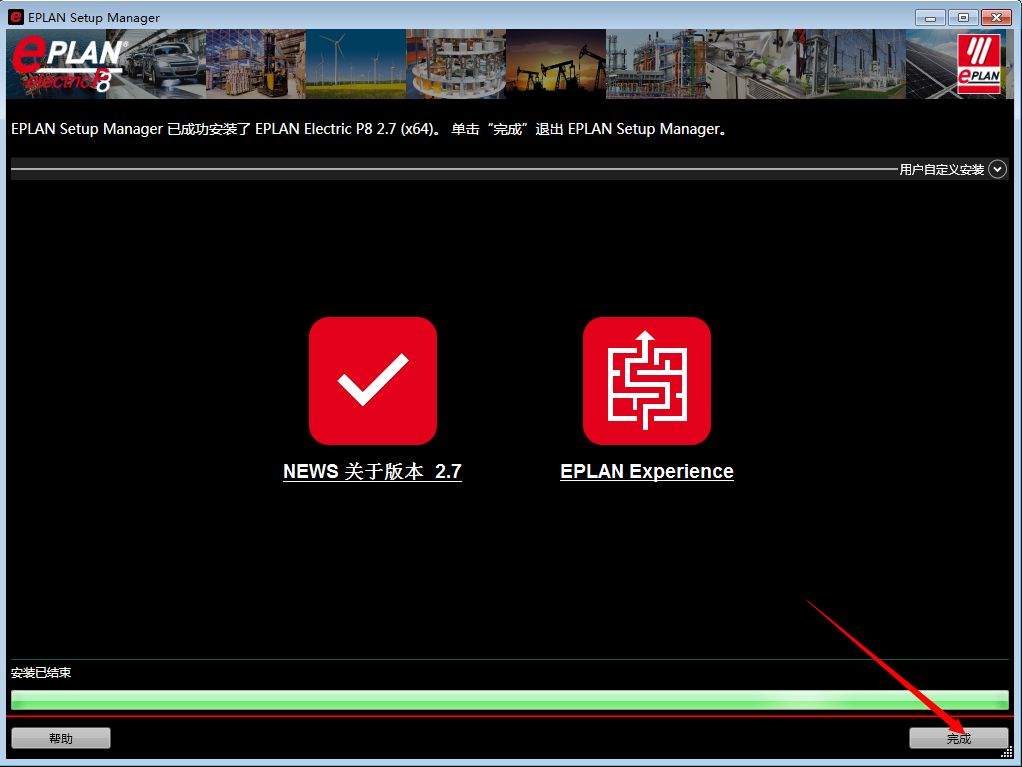 EPLAN Setup Manager
ePLAN®
electric P8
ePLAN
EPLAN Setup Manager 已成功安装了 EPLAN Electric P8 2.7 (x64)。 单击“完成”退出 EPLAN Setup Manager。
用户自定义安装
NEWS 关于版本 2.7
EPLAN Experience
安装已结束
帮助
完成